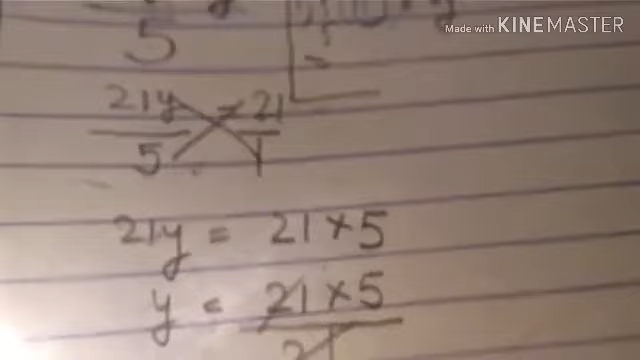 Made with KINEMASTER
5
21y = 21
5 1
21y = 21 × 5
y = 21 × 5
21